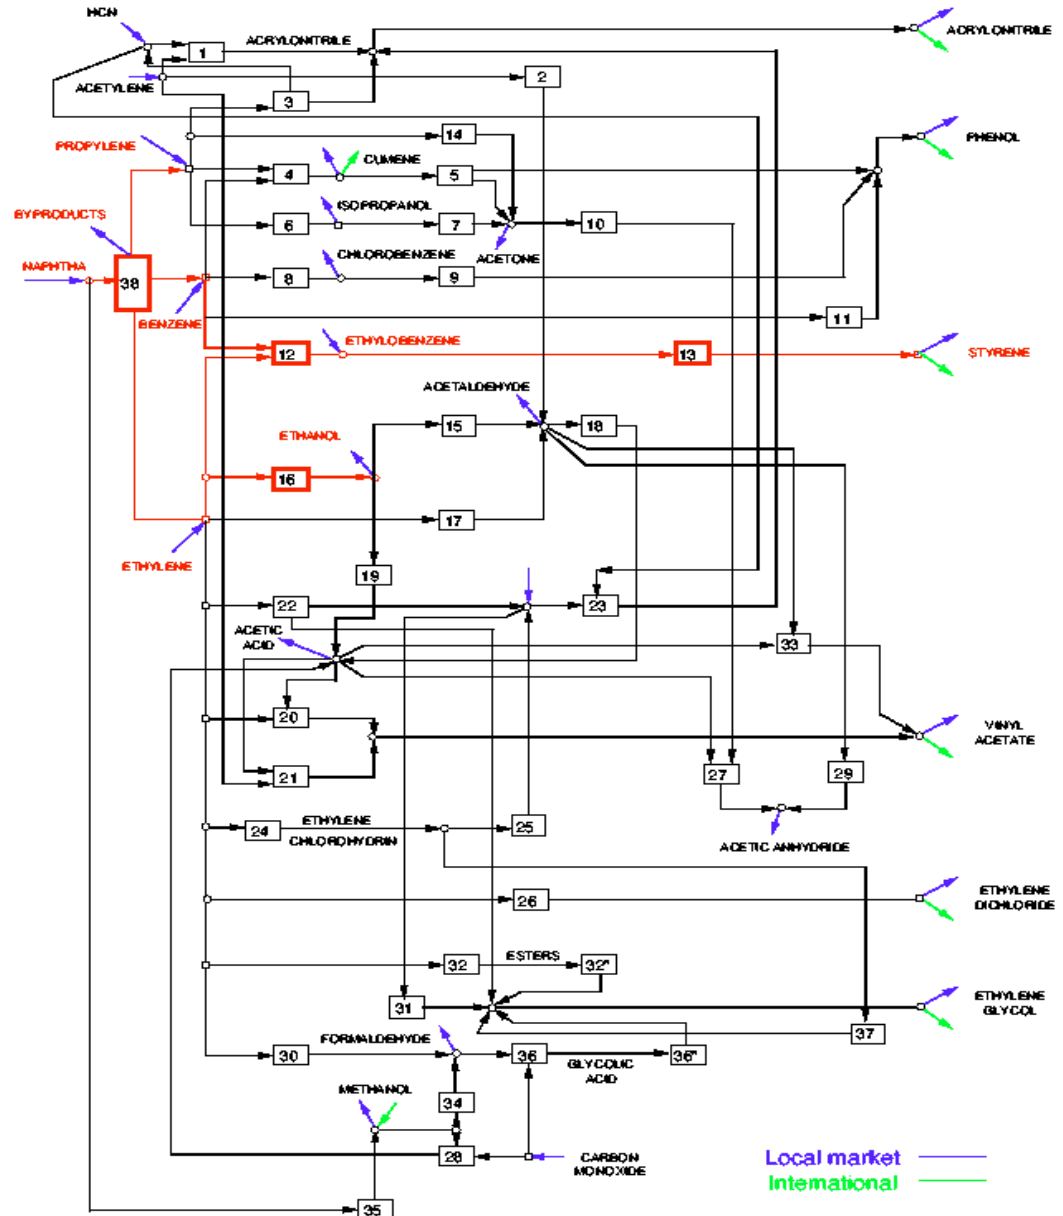 HCN
ACRYLONITRILE
ACRYLONITRILE
1
ACETYLENE
2
3
PROPYLENE
14
PHENOL
CUMENE
4
5
BYPRODUCTS
ISOPROPANOL
6
7
10
ACETONE
NAPHTHA
38
CHLOROBENZENE
8
9
BENZENE
11
ETHYLOBENZENE
12
13
STYRENE
ACETALDEHYDE
15
18
ETHANOL
16
17
ETHYLENE
19
22
23
ACETIC
ACID
33
20
VINYL
ACETATE
21
27
29
ETHYLENE
CHLOROHYDRIN
24
25
ACETIC ANHYDRIDE
26
ETHYLENE
DICHLORIDE
32
ESTERS
32"
31
ETHYLENE
GLYCOL
FORMALDEHYDE
37
30
36
GLYCOLIC
ACID
36"
METHANOL
34
28
CARBON
MONOXIDE
Local market
International
35